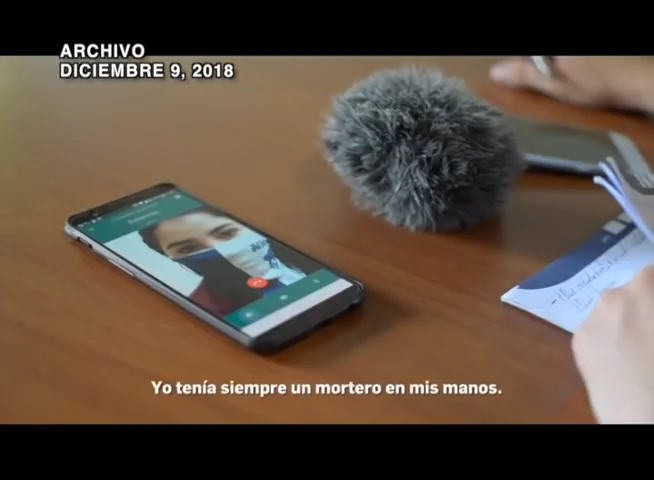 ARCHIVO
DICIEMBRE 9, 2018
Yo tenía siempre un mortero en mis manos.